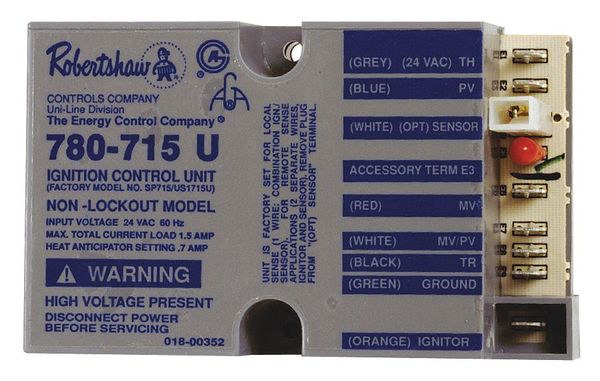 Robertshaw
CONTROLS COMPANY
Uni-Line Division
The Energy Control Company®
780-715 U
IGNITION CONTROL UNIT
(FACTORY MODEL NO. SP715/US1715U)
NON -LOCKOUT MODEL
INPUT VOLTAGE 24 VAC 60 Hz
MAX. TOTAL CURRENT LOAD 1.5 AMP
HEAT ANTICIPATOR SETTING .7 AMP
WARNING
HIGH VOLTAGE PRESENT
DISCONNECT POWER
BEFORE SERVICING
018-00352
UNIT IS FACTORY SET FOR LOCAL
SENSE (1 WIRE: COMBINATION IGN/
SENSOR). FOR REMOTE SENSE
APPLICATIONS (2 SEPARATE WIRES,
IGNITOR AND SENSOR), REMOVE PLUG
FROM "(OPT) SENSOR" TERMINAL.
(GREY) (24 VAC) TH
(BLUE) PV
(WHITE) (OPT) SENSOR
ACCESSORY TERM E3
(RED) MV
(WHITE) MV/PV
(BLACK) TR
(GREEN) GROUND
(ORANGE) IGNITOR